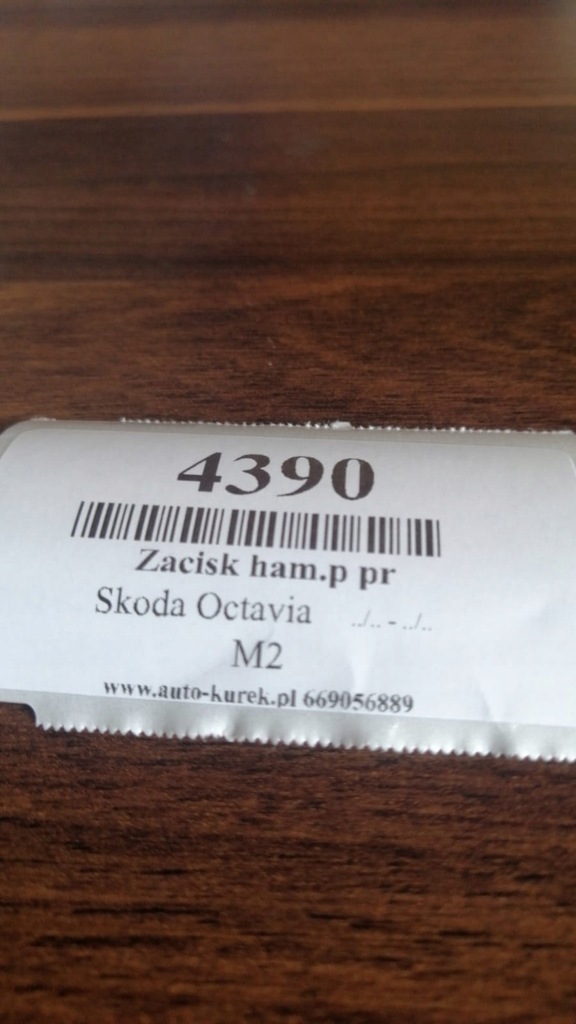 4390
Zacisk ham.p pr
Skoda Octavia ../.. - ../..
M2
www.auto-kurek.pl 669056889